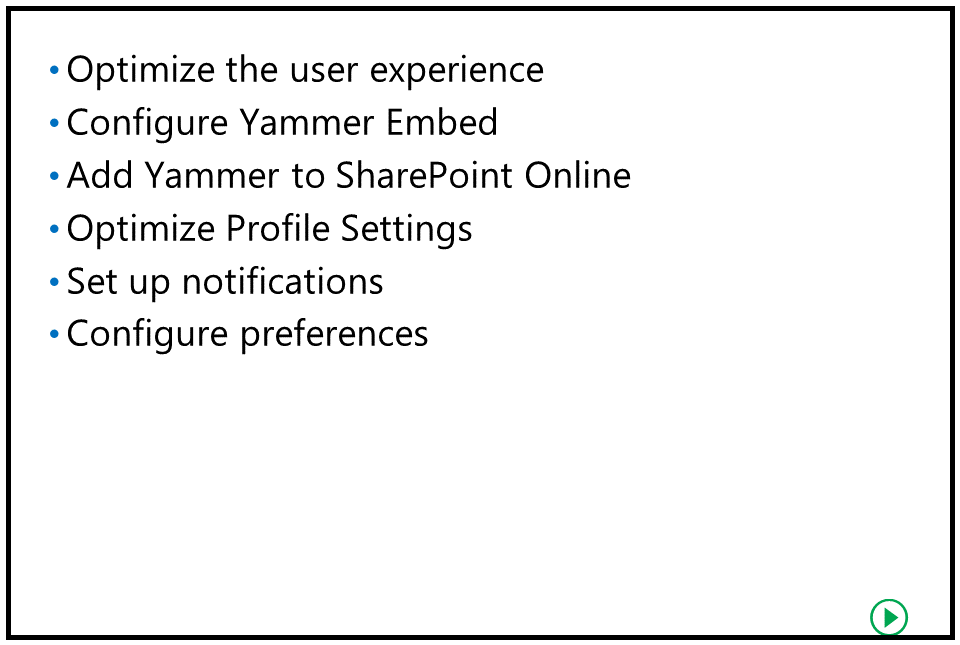 • Optimize the user experience
• Configure Yammer Embed
• Add Yammer to SharePoint Online
• Optimize Profile Settings
• Set up notifications
• Configure preferences